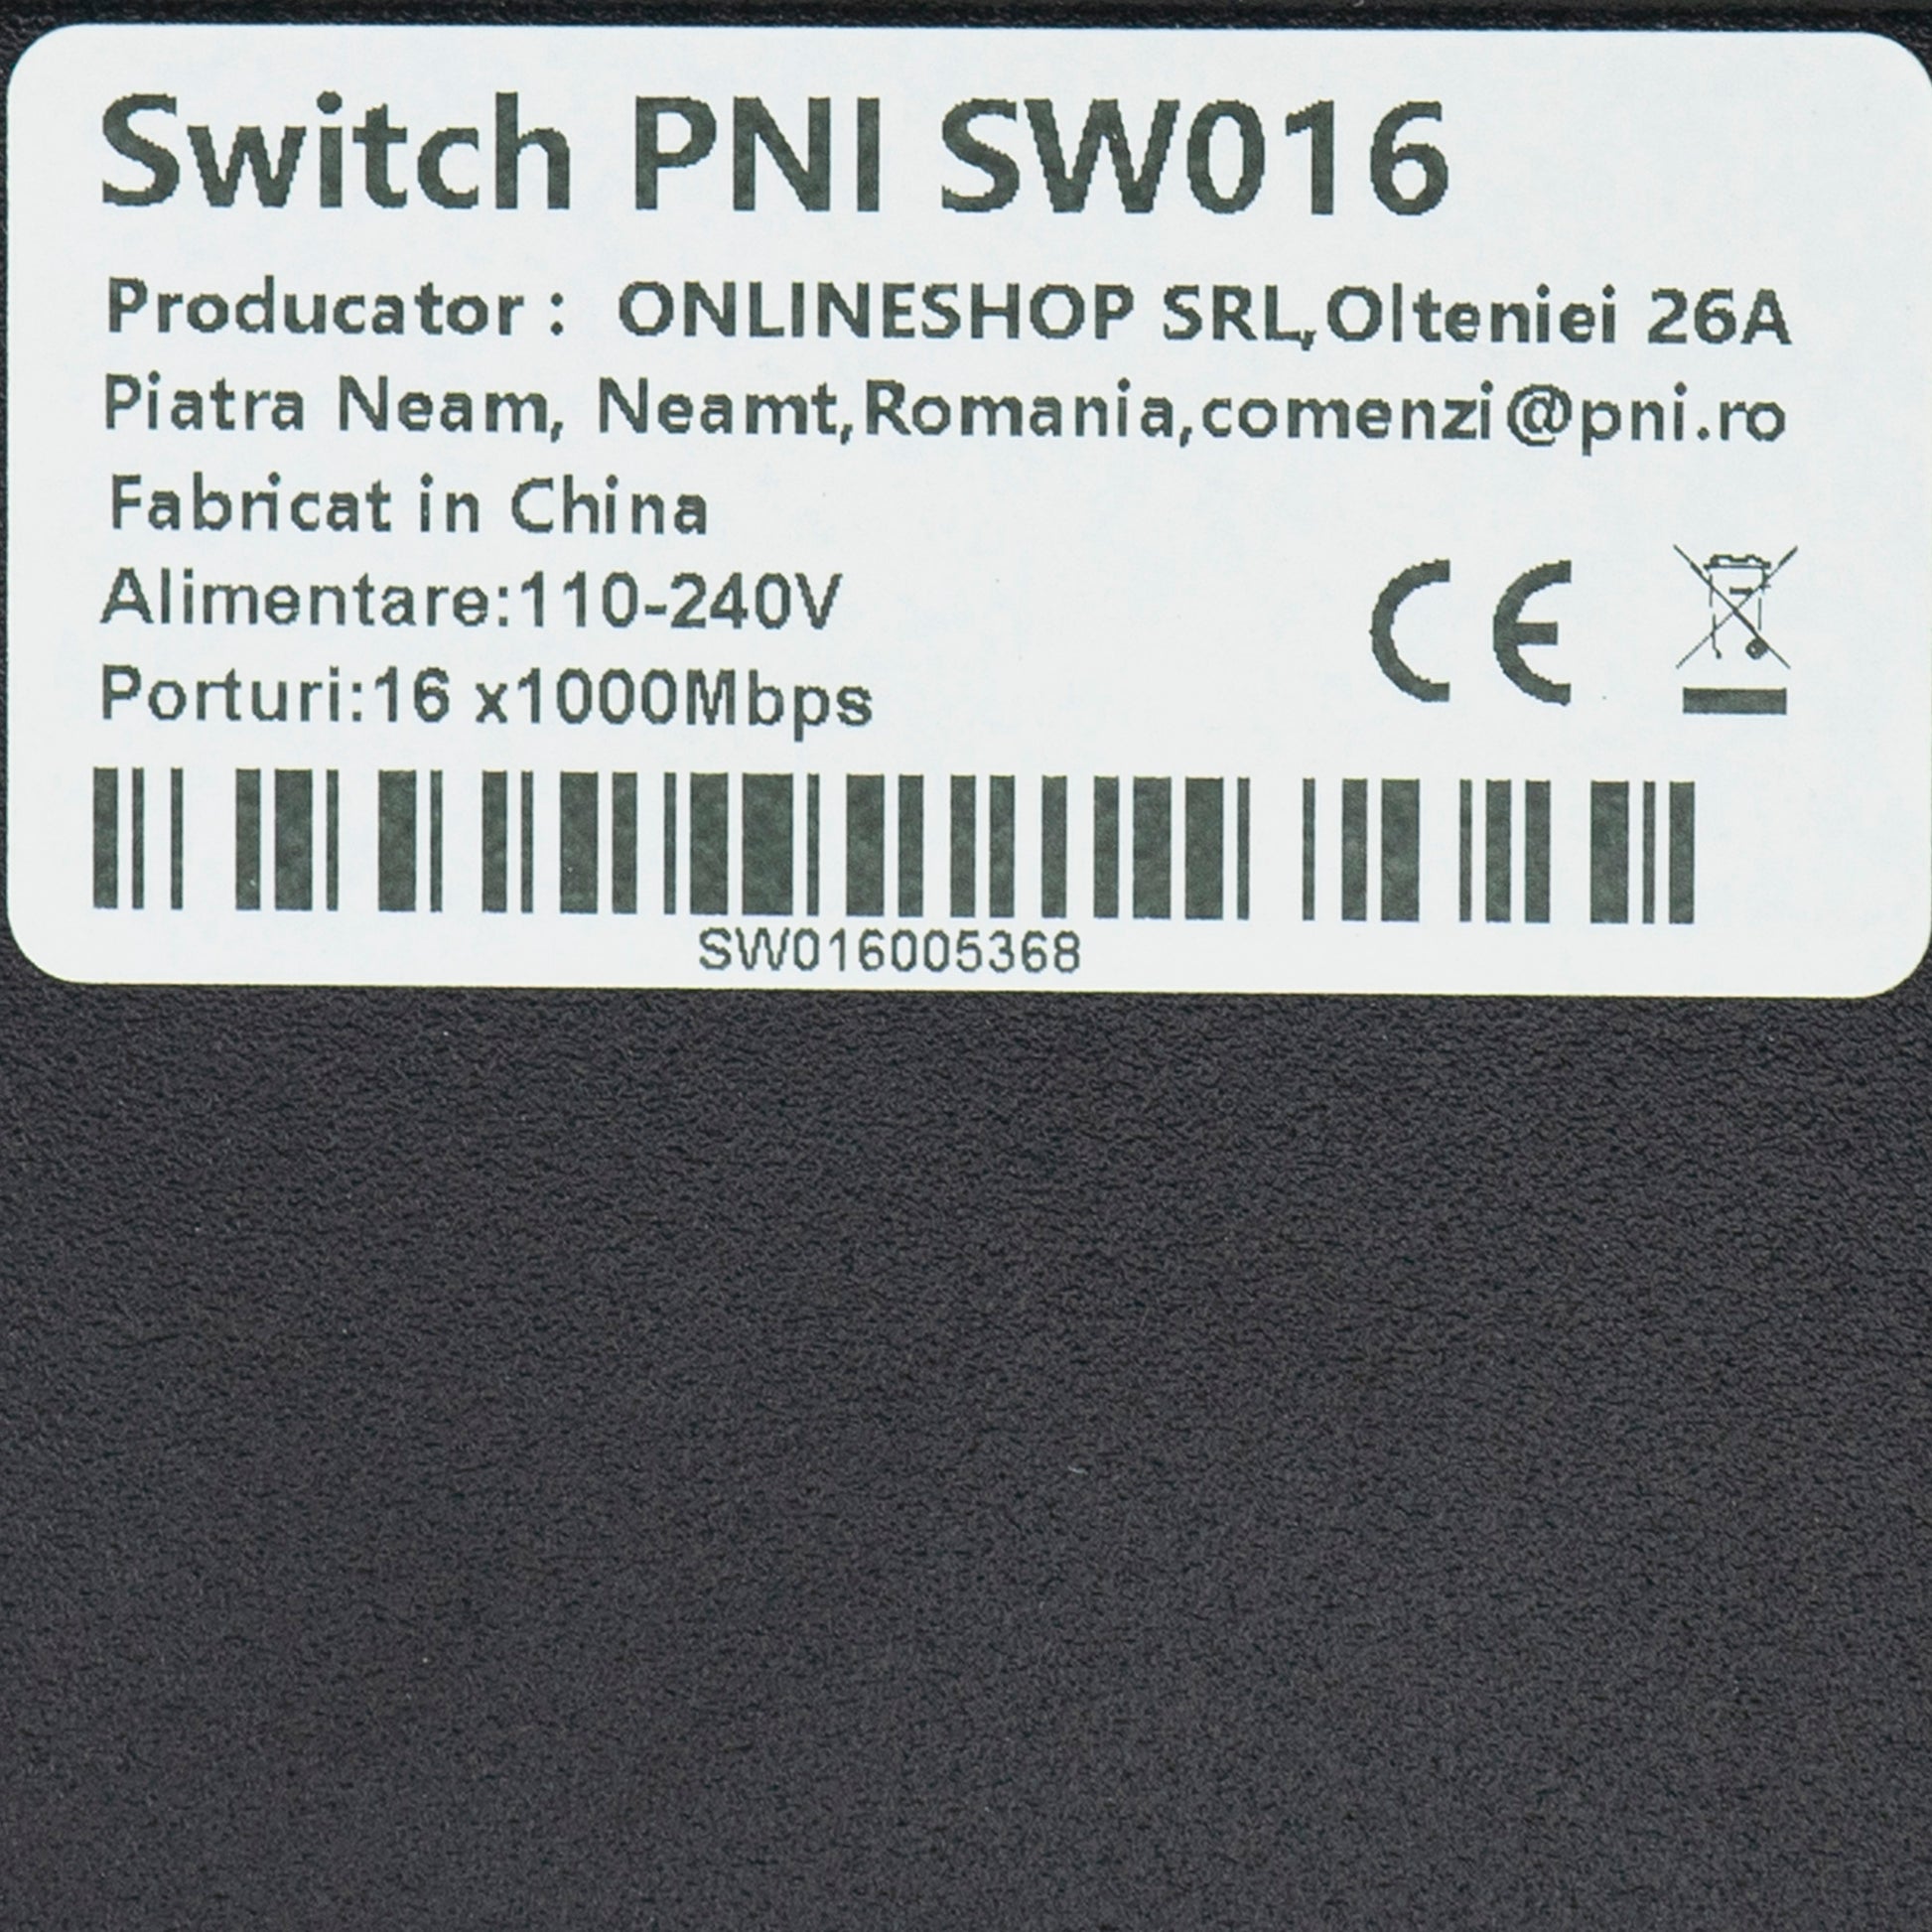 Switch PNI SW016
Producator : ONLINESHOP SRL,Olteniei 26A
Piatra Neam, Neamt,Romania,comenzi@pni.ro
Fabricat in China
Alimentare:110-240V
Porturi:16 x1000Mbps
CE
SW016005368